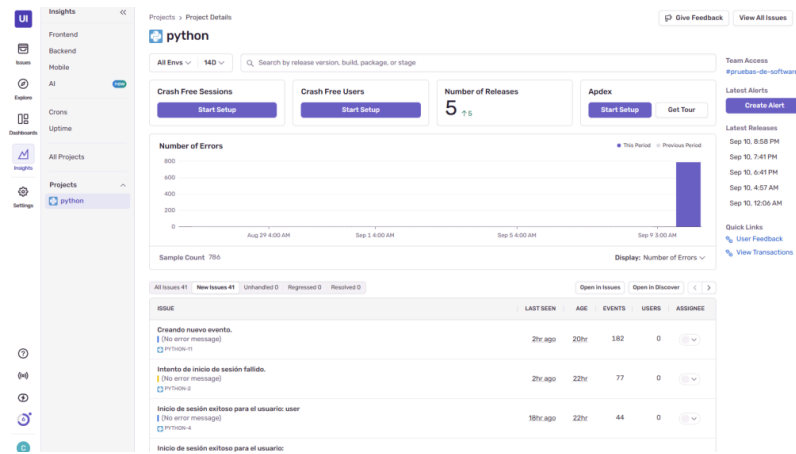 UI
Issues
Explore
Dashboards
Insights
Settings
C
Insights
Frontend
Backend
Mobile
AI
new
Crons
Uptime
All Projects
Projects
python
Projects > Project Details
Give Feedback
View All Issues
python
All Envs
14D
Search by release version, build, package, or stage
Crash Free Sessions
Start Setup
Crash Free Users
Start Setup
Number of Releases
5 ↑5
Apdex
Start Setup
Get Tour
Number of Errors
This Period
Previous Period
800
600
400
200
0
Aug 29 4:00 AM
Sep 1 4:00 AM
Sep 5 4:00 AM
Sep 9 3:00 AM
Sample Count 786
Display: Number of Errors
All Issues 41
New Issues 41
Unhandled 0
Regressed 0
Resolved 0
Open in Issues
Open in Discover
ISSUE LAST SEEN AGE EVENTS USERS ASSIGNEE
Creando nuevo evento.
(No error message) 2hr ago 20hr 182 0
PYTHON-11
Intento de inicio de sesión fallido.
(No error message) 2hr ago 22hr 77 0
PYTHON-2
Inicio de sesión exitoso para el usuario: user
(No error message) 18hr ago 22hr 44 0
PYTHON-4
Inicio de sesión exitoso para el usuario:
Team Access
#pruebas-de-software
Latest Alerts
Create Alert
Latest Releases
Sep 10, 8:58 PM
Sep 10, 7:41 PM
Sep 10, 6:41 PM
Sep 10, 4:57 AM
Sep 10, 12:06 AM
Quick Links
User Feedback
View Transactions